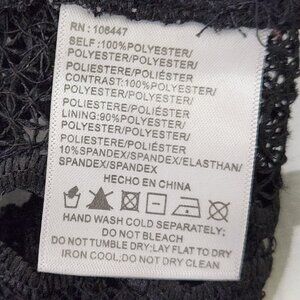 RN : 106447
SELF:100%POLYESTER/
POLYESTER/POLYESTER/
POLIESTERE/POLIÉSTER
CONTRAST:100%POLYESTER/
POLYESTER/POLYESTER/
POLIESTERE/POLIÉSTER
LINING:90%POLYESTER/
POLYESTER/POLYESTER/
POLIESTERE/POLIÉSTER
10%SPANDEX/SPANDEX/ELASTHAN/
SPANDEX/SPANDEX
HECHO EN CHINA
HAND WASH COLD SEPARATELY;
DO NOT BLEACH
DO NOT TUMBLE DRY;LAY FLAT TO DRY
IRON COOL;DO NOT DRY CLEAN